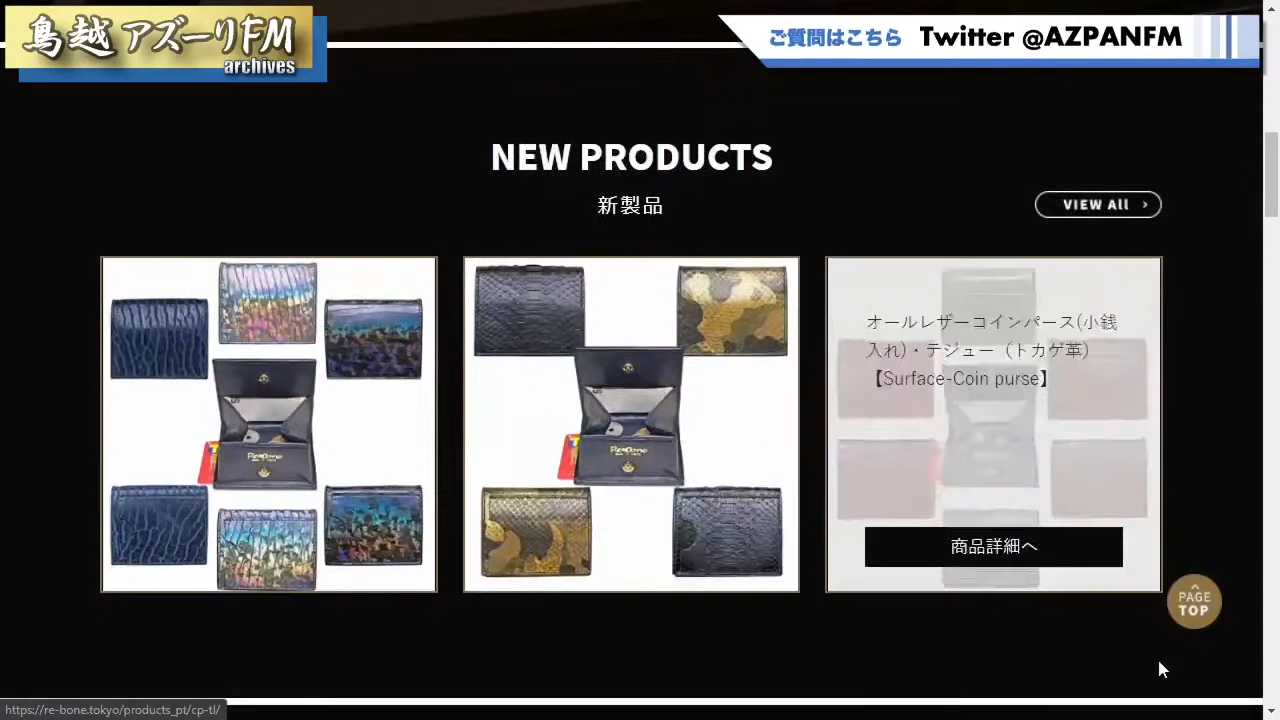 鳥越 アズーリFM
archives
ご質問はこちら Twitter @AZPANFM
NEW PRODUCTS
新製品
VIEW All ›
オールレザーコインパース(小銭
入れ)・テジュー（トカゲ革）
【Surface-Coin purse】
商品詳細へ
ReBone
ReBone
PAGE
TOP
https://re-bone.tokyo/products_pt/cp-tl/